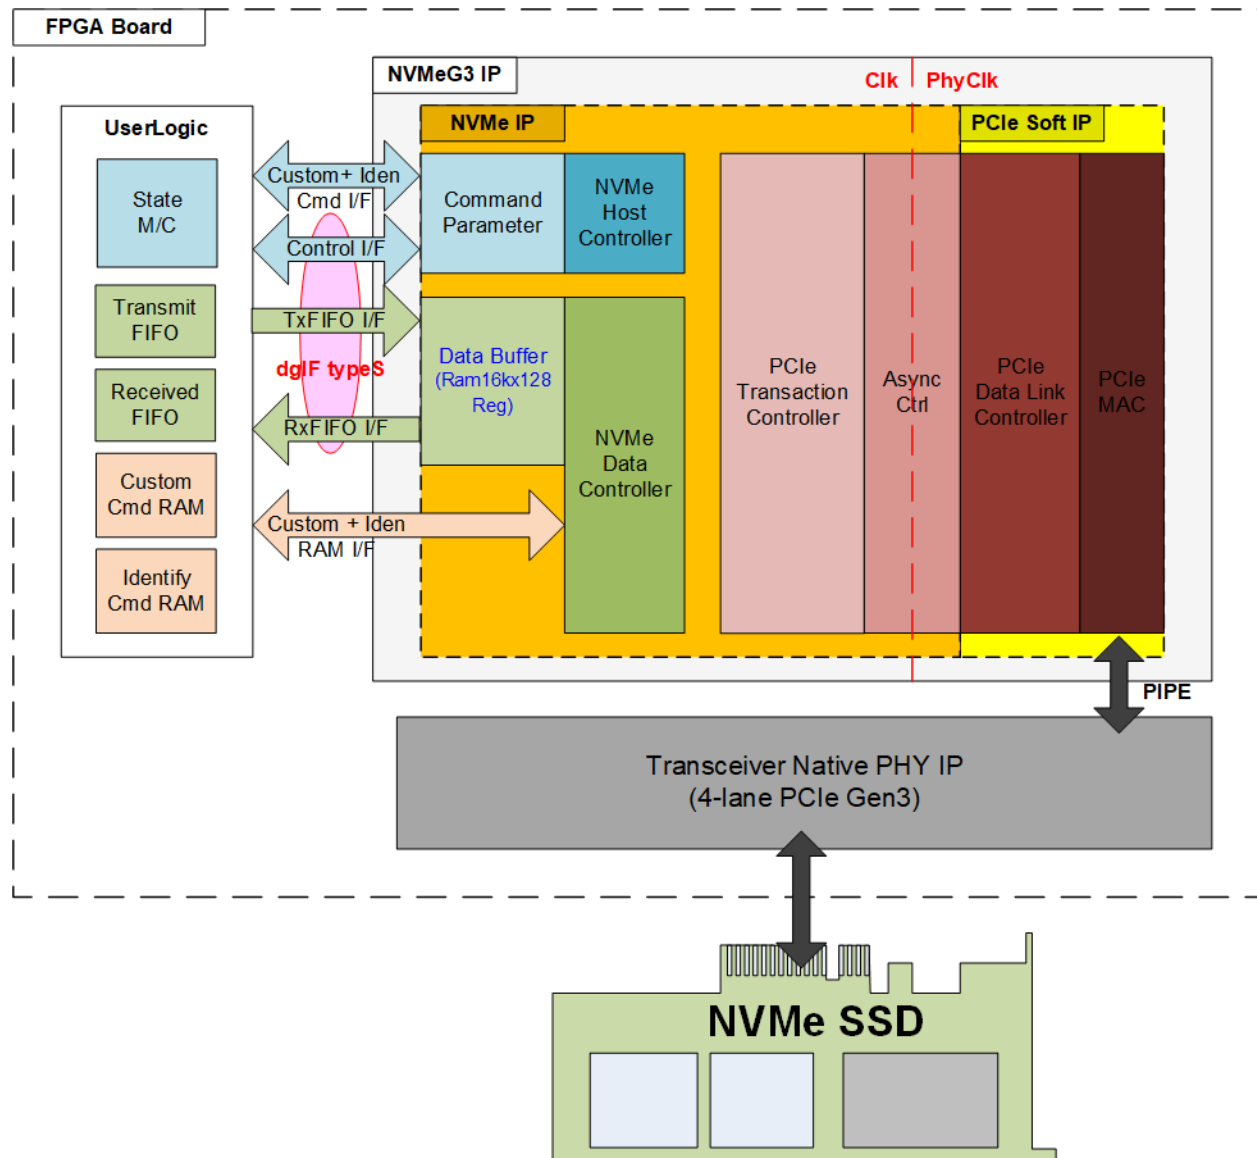 FPGA Board
NVMeG3 IP
Clk
PhyClk
UserLogic
NVMe IP
PCIe Soft IP
State
M/C
Custom+ Iden
Cmd I/F
Control I/F
Command
Parameter
NVMe
Host
Controller
Transmit
FIFO
TxFIFO I/F
dgIF typeS
Received
FIFO
RxFIFO I/F
Data Buffer
(Ram16kx128
Reg)
NVMe
Data
Controller
PCIe
Transaction
Controller
Async
Ctrl
PCIe
Data Link
Controller
PCIe
MAC
Custom
Cmd RAM
Custom + Iden
RAM I/F
Identify
Cmd RAM
PIPE
Transceiver Native PHY IP
(4-lane PCIe Gen3)
NVMe SSD